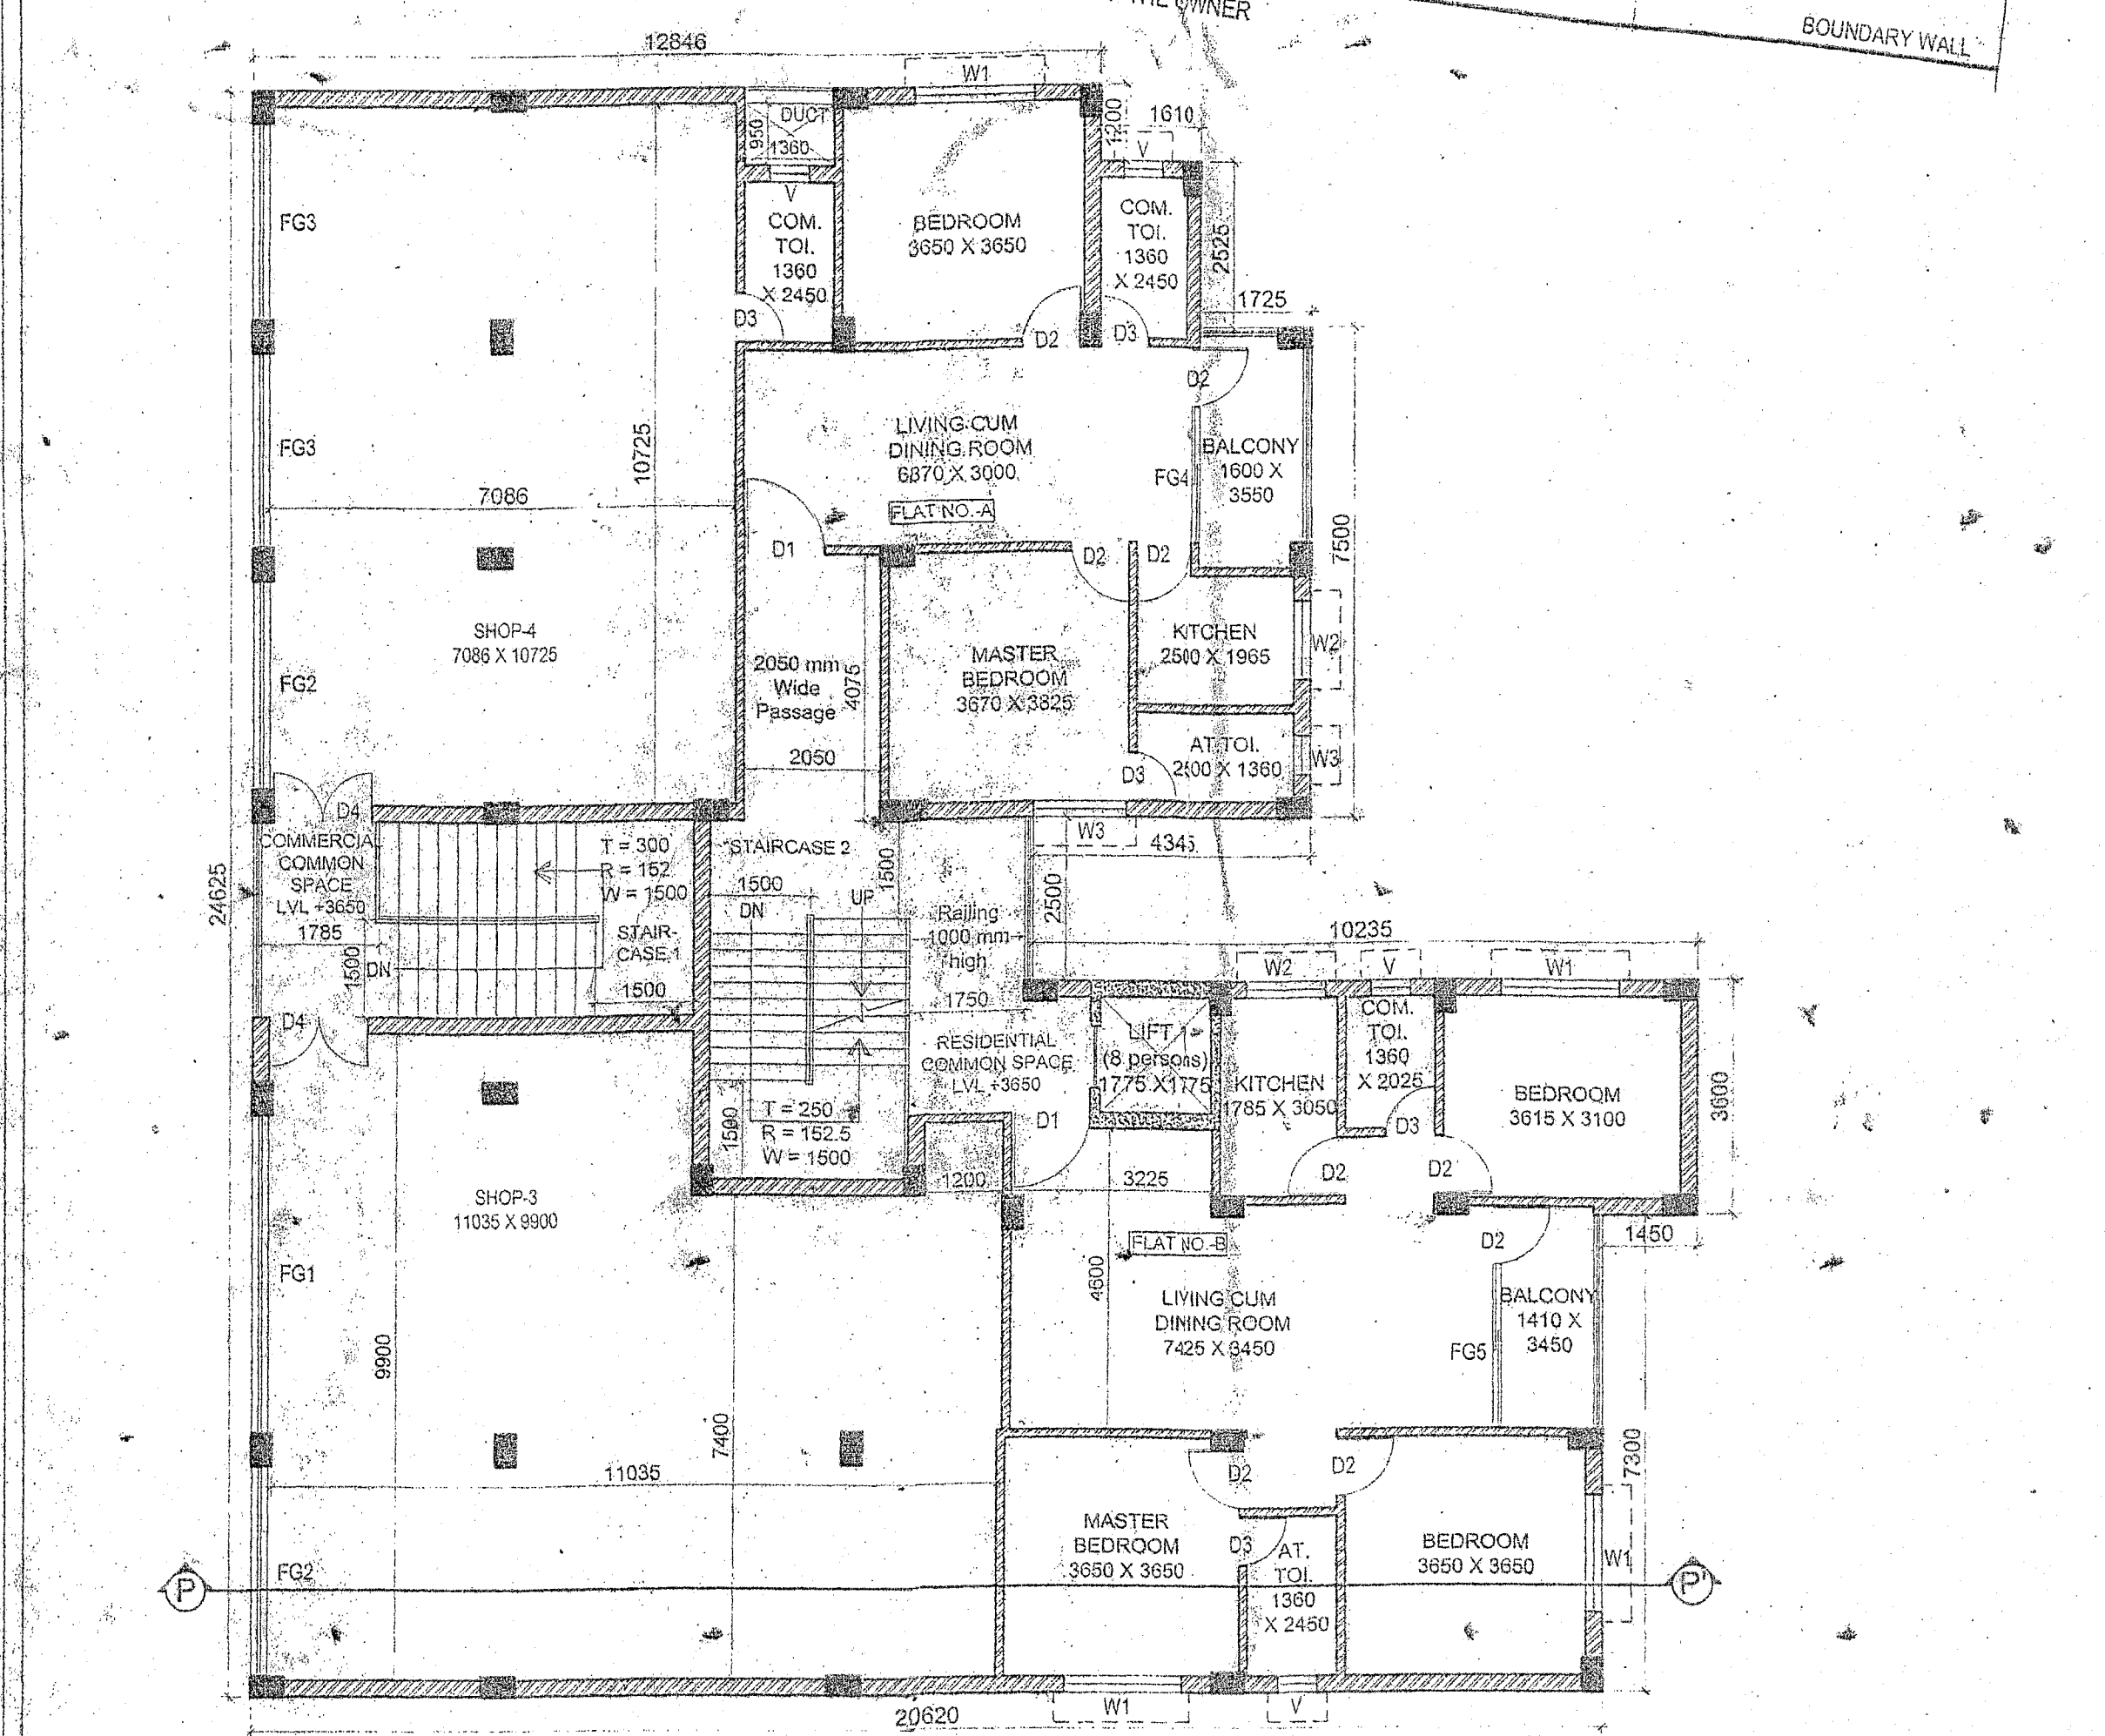 THE OWNER
BOUNDARY WALL
12846
W1
DUCT
950
1360
1200
1610
V
V
COM.
TOI.
1360
X 2450
BEDROOM
3650 X 3650
COM.
TOI.
1360
X 2450
2525
FG3
D3
D2
D3
1725
D2
LIVING CUM
DINING ROOM
6870 X 3000
FLAT NO.-A
BALCONY
1600 X
3550
FG4
FG3
10725
7086
7500
D1
D2
D2
SHOP-4
7086 X 10725
FG2
2050 mm
Wide
Passage
4075
2050
MASTER
BEDROOM
3670 X 3825
KITCHEN
2500 X 1965
W2
AT.TOI.
2500 X 1360
W3
D3
D4
COMMERCIAL
COMMON
SPACE
LVL +3650
1785
1500
DN
T = 300
R = 152
W = 1500
STAIR-
CASE 1
1500
STAIRCASE 2
1500
DN
UP
1500
W3
4345
2500
Railing
1000 mm
high
1750
24625
10235
W2
V
W1
D4
RESIDENTIAL
COMMON SPACE
LVL +3650
LIFT 1
(8 persons)
1775 X1775
KITCHEN
1785 X 3050
COM.
TOI.
1360
X 2025
BEDROOM
3615 X 3100
3600
D3
D1
T = 250
R = 152.5
W = 1500
1500
D2
D2
1200
3225
SHOP-3
11035 X 9900
FG1
FLAT NO.-B
D2
1450
4600
LIVING CUM
DINING ROOM
7425 X 3450
BALCONY
1410 X
3450
FG5
9900
7400
7300
11035
D2
D2
MASTER
BEDROOM
3650 X 3650
D3
AT.
TOI.
1360
X 2450
BEDROOM
3650 X 3650
W1
FG2
P
P'
W1
V
20620